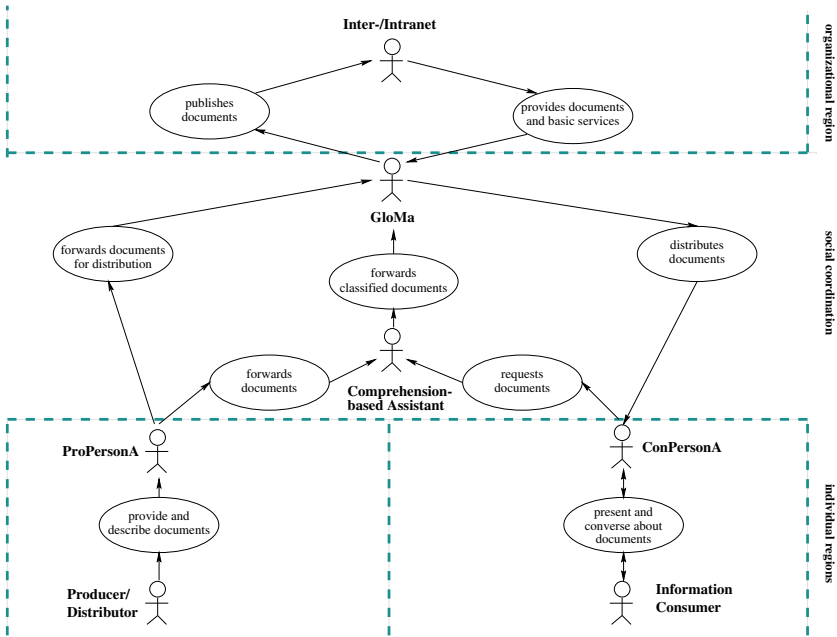 Inter-/Intranet
organizational region
publishes
documents
provides documents
and basic services
GloMa
social coordination
forwards documents
for distribution
distributes
documents
forwards
classified documents
forwards
documents
requests
documents
Comprehension-
based Assistant
ProPersonA
ConPersonA
individual regions
provide and
describe documents
present and
converse about
documents
Producer/
Distributor
Information
Consumer